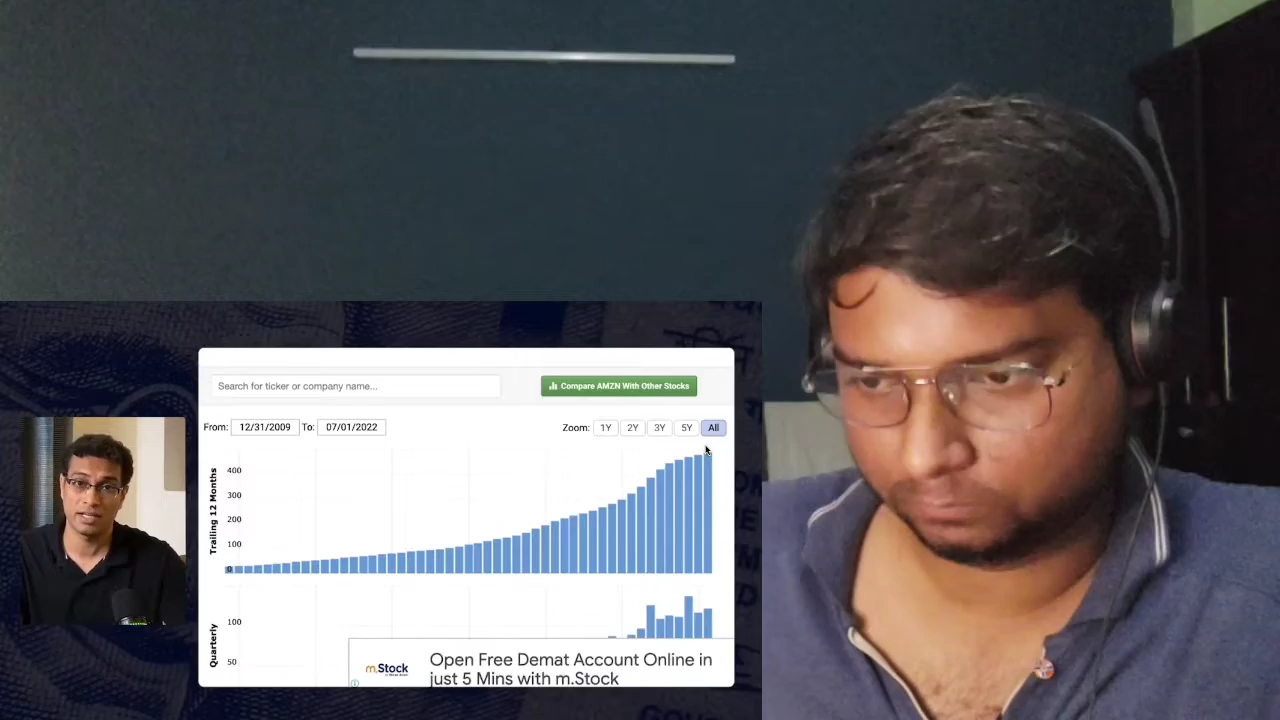 Search for ticker or company name...
Compare AMZN With Other Stocks
From: 12/31/2009 To: 07/01/2022
Zoom: 1Y 2Y 3Y 5Y All
Trailing 12 Months
400
300
200
100
0
Quarterly
100
50
m.Stock
Open Free Demat Account Online in
just 5 Mins with m.Stock